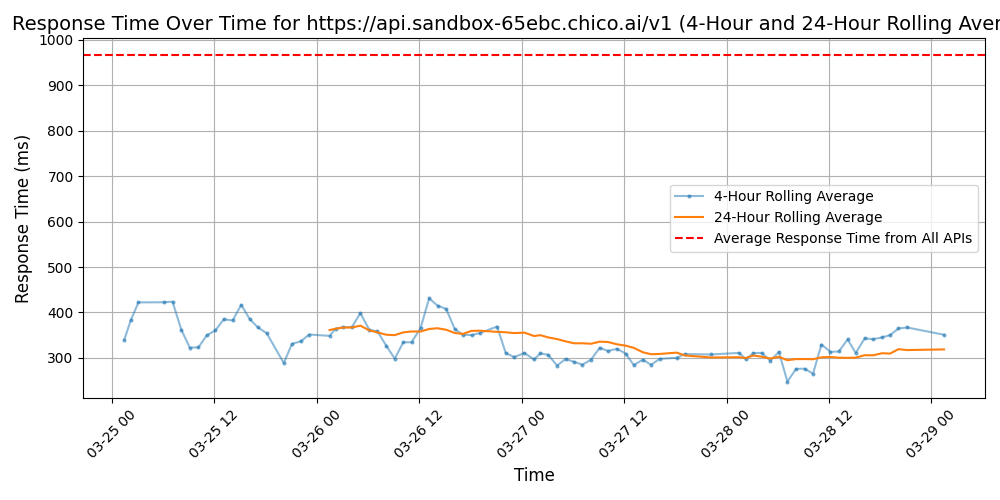 Response Time Over Time for https://api.sandbox-65ebc.chico.ai/v1 (4-Hour and 24-Hour Rolling Aver
Response Time (ms)
1000
900
800
700
600
500
400
300
4-Hour Rolling Average
24-Hour Rolling Average
Average Response Time from All APIs
03-25 00
03-25 12
03-26 00
03-26 12
03-27 00
03-27 12
03-28 00
03-28 12
03-29 00
Time